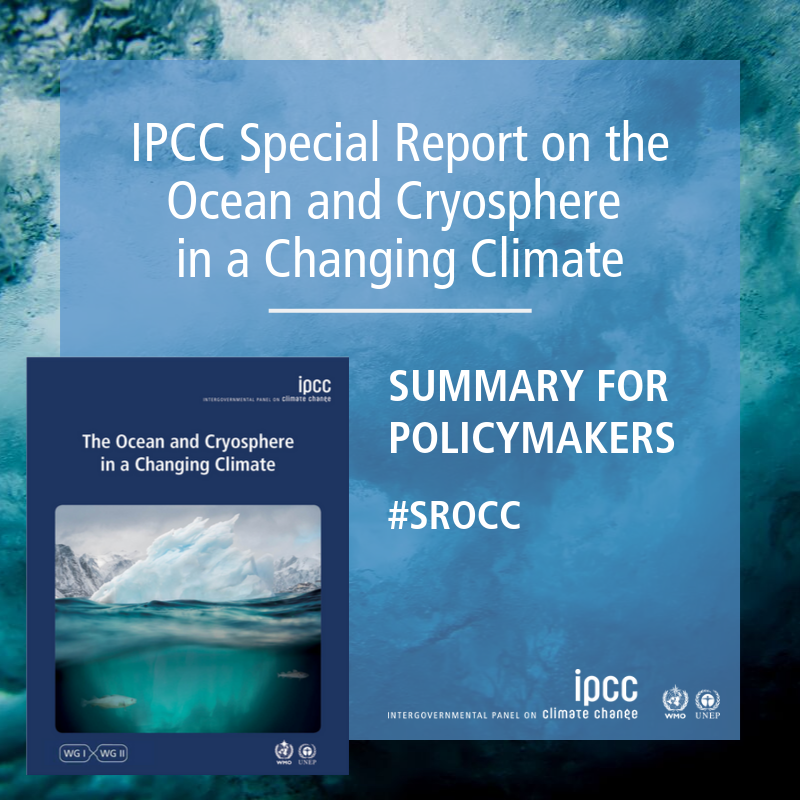 IPCC Special Report on the
Ocean and Cryosphere
in a Changing Climate
ipcc
INTERGOVERNMENTAL PANEL ON climate change
The Ocean and Cryosphere
in a Changing Climate
WG I WG II
WMO UNEP
SUMMARY FOR
POLICYMAKERS
#SROCC
ipcc
INTERGOVERNMENTAL PANEL ON climate change
WMO UNEP